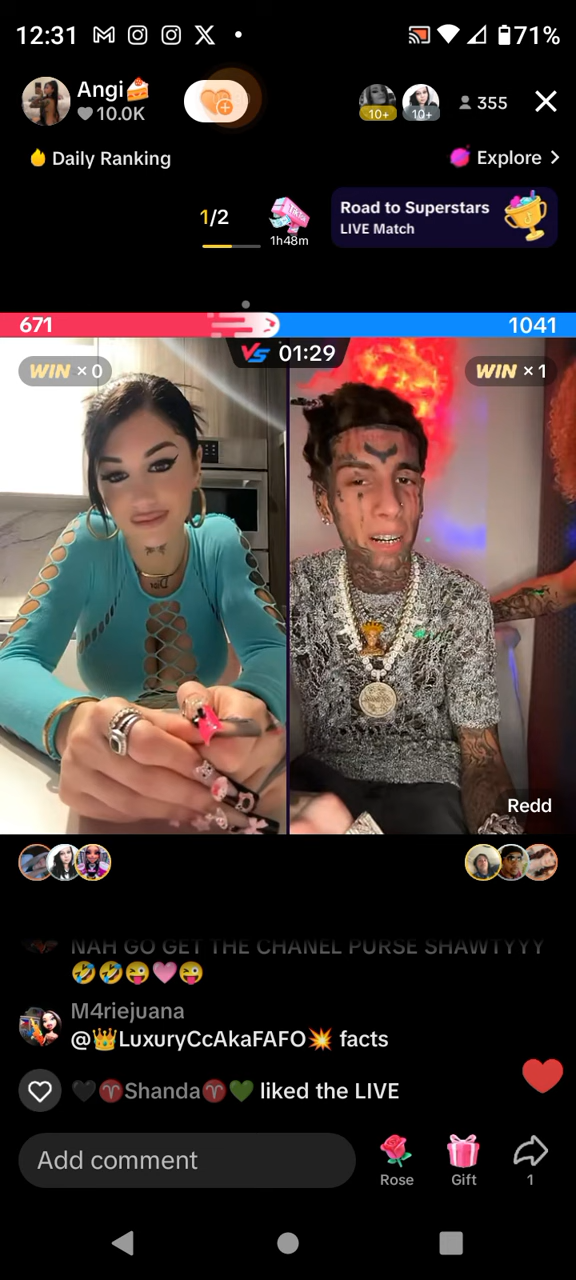 12:31
71%
Angi🍰
10.0K
10+
10+
355
Daily Ranking
Explore >
1/2
1h48m
Road to Superstars
LIVE Match
671
1041
VS 01:29
WIN × 0
WIN × 1
Redd
NAH GO GET THE CHANEL PURSE SHAWTYYY
🤣🤣😜🩷😜
M4riejuana
@👑LuxuryCcAkaFAFO💥 facts
🖤♈Shanda♈💚 liked the LIVE
Add comment
Rose
Gift
1